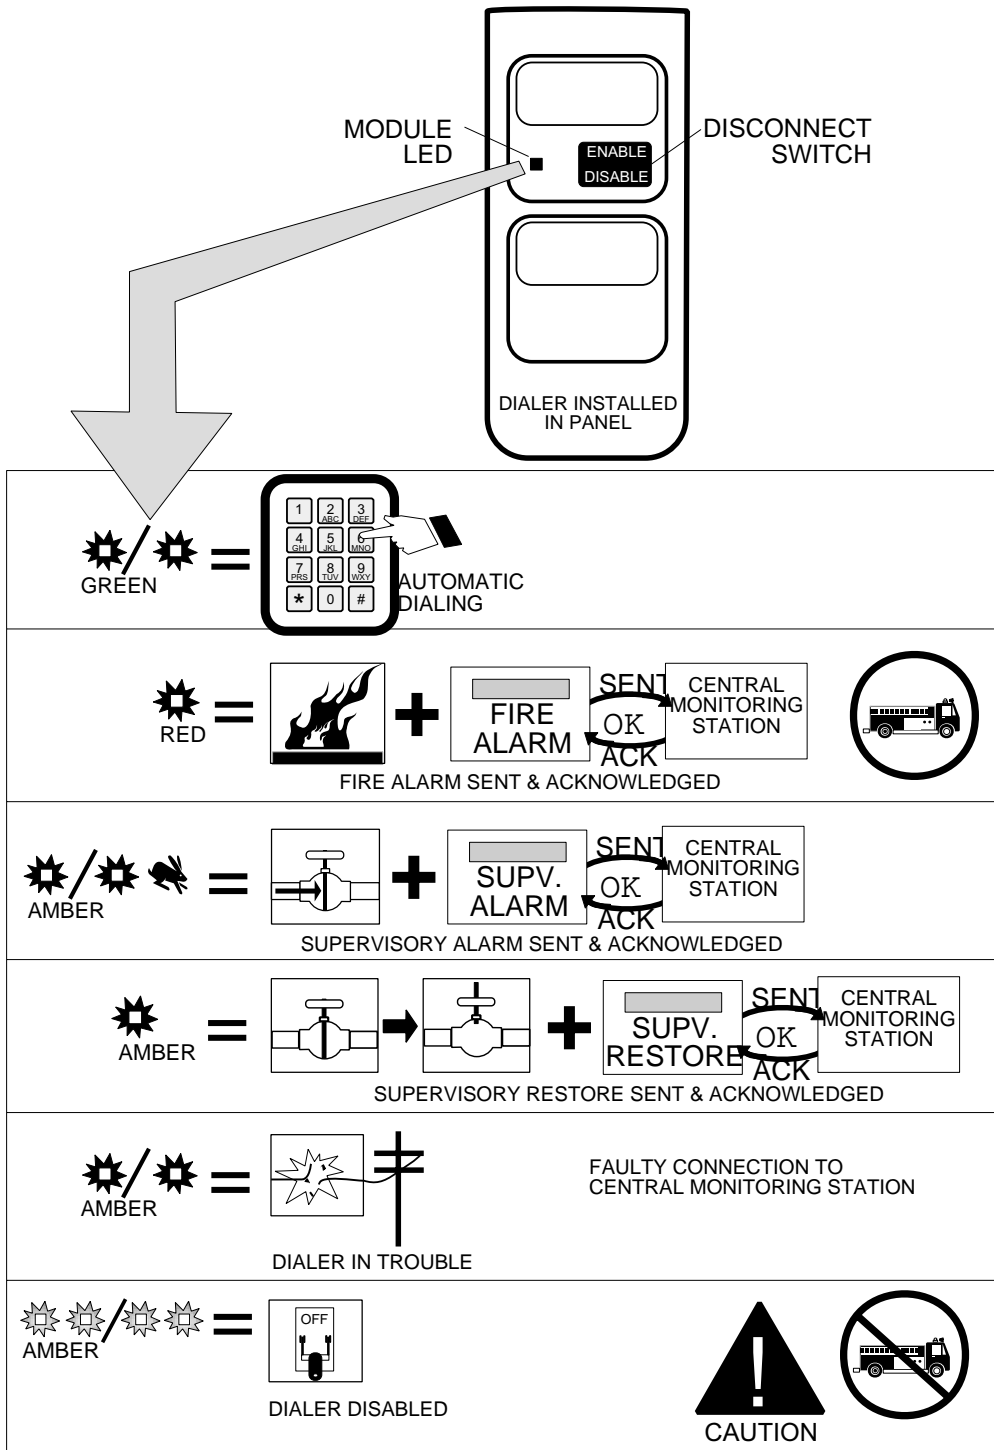 MODULE
LED
ENABLE
DISABLE
DISCONNECT
SWITCH
DIALER INSTALLED
IN PANEL
1 2 3
ABC DEF
4 5 6
GHI JKL MNO
7 8 9
PRS TUV WXY
* 0 #
GREEN
AUTOMATIC
DIALING
RED
FIRE
ALARM
SENT
OK
ACK
CENTRAL
MONITORING
STATION
FIRE ALARM SENT & ACKNOWLEDGED
AMBER
SUPV.
ALARM
SENT
OK
ACK
CENTRAL
MONITORING
STATION
SUPERVISORY ALARM SENT & ACKNOWLEDGED
AMBER
SUPV.
RESTORE
SENT
OK
ACK
CENTRAL
MONITORING
STATION
SUPERVISORY RESTORE SENT & ACKNOWLEDGED
AMBER
FAULTY CONNECTION TO
CENTRAL MONITORING STATION
DIALER IN TROUBLE
AMBER
OFF
DIALER DISABLED
!
CAUTION